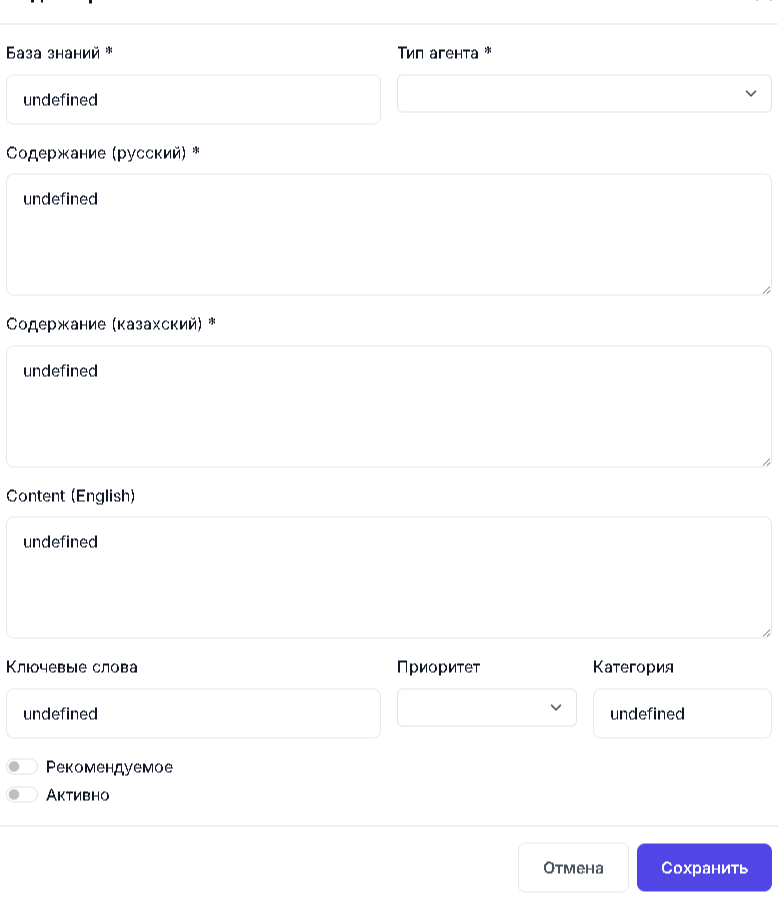 База знаний *
Тип агента *
undefined
Содержание (русский) *
undefined
Содержание (казахский) *
undefined
Content (English)
undefined
Ключевые слова
Приоритет
Категория
undefined
undefined
Рекомендуемое
Активно
Отмена
Сохранить